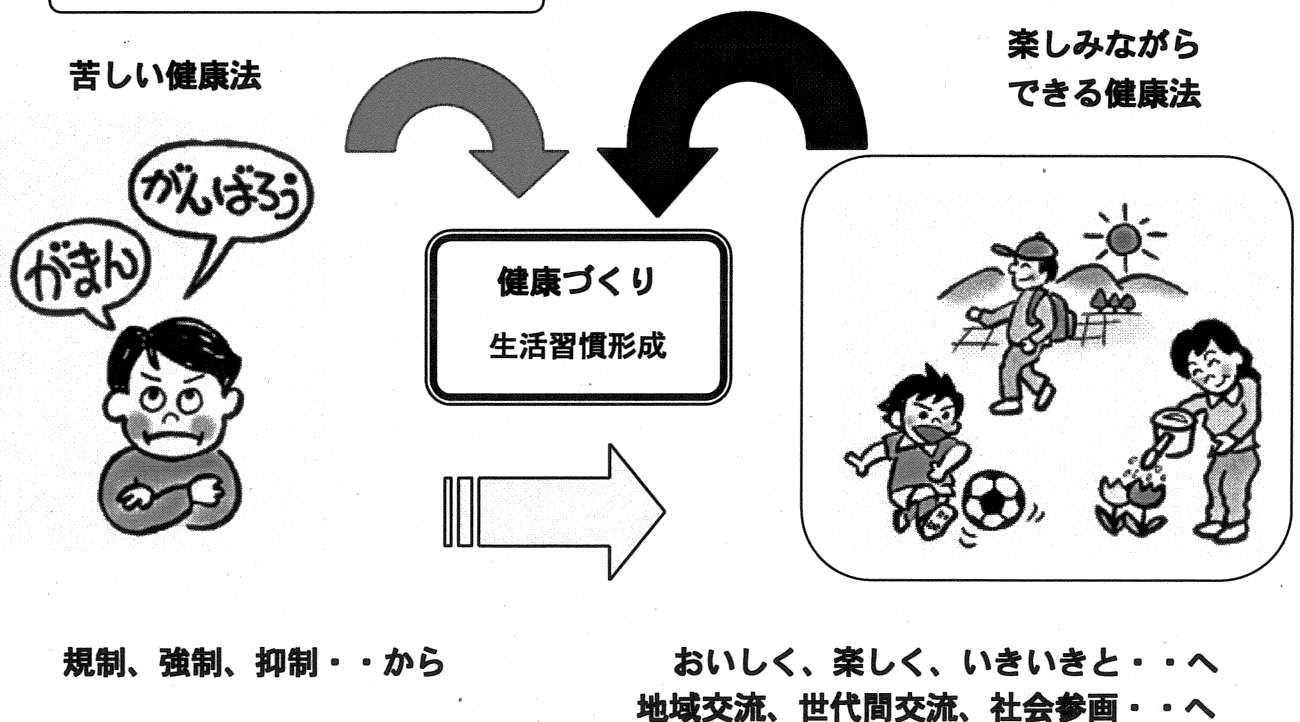 苦しい健康法
楽しみながら
できる健康法
がんばろう
がまん
健康づくり
生活習慣形成
規制、強制、抑制・・から
おいしく、楽しく、いきいきと・・へ
地域交流、世代間交流、社会参画・・へ